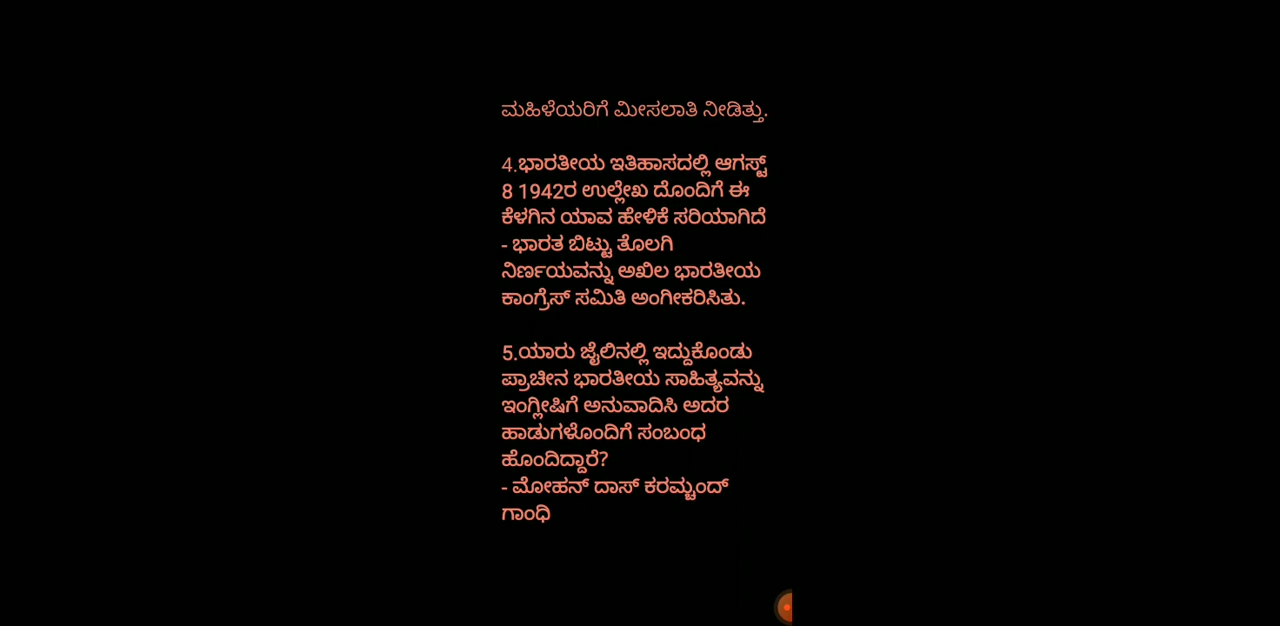 ಮಹಿಳೆಯರಿಗೆ ಮೀಸಲಾತಿ ನೀಡಿತ್ತು.
4.ಭಾರತೀಯ ಇತಿಹಾಸದಲ್ಲಿ ಆಗಸ್ಟ್
8 1942ರ ಉಲ್ಲೇಖ ದೊಂದಿಗೆ ಈ
ಕೆಳಗಿನ ಯಾವ ಹೇಳಿಕೆ ಸರಿಯಾಗಿದೆ
- ಭಾರತ ಬಿಟ್ಟು ತೊಲಗಿ
ನಿರ್ಣಯವನ್ನು ಅಖಿಲ ಭಾರತೀಯ
ಕಾಂಗ್ರೆಸ್ ಸಮಿತಿ ಅಂಗೀಕರಿಸಿತು.
5.ಯಾರು ಜೈಲಿನಲ್ಲಿ ಇದ್ದುಕೊಂಡು
ಪ್ರಾಚೀನ ಭಾರತೀಯ ಸಾಹಿತ್ಯವನ್ನು
ಇಂಗ್ಲೀಷಿಗೆ ಅನುವಾದಿಸಿ ಅದರ
ಹಾಡುಗಳೊಂದಿಗೆ ಸಂಬಂಧ
ಹೊಂದಿದ್ದಾರೆ?
- ಮೋಹನ್ ದಾಸ್ ಕರಮ್ಚಂದ್
ಗಾಂಧಿ